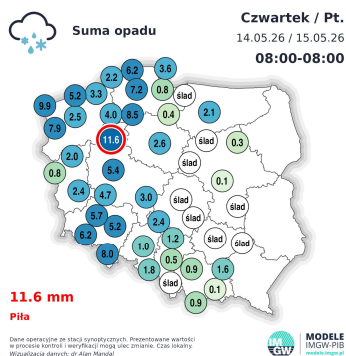 Suma opadu
Czwartek / Pt.
14.05.26 / 15.05.26
08:00-08:00
6.2
3.6
2.2
7.2
0.8
ślad
5.2
3.3
9.9
2.5
4.0
8.5
0.4
2.1
7.9
11.6
2.6
ślad
0.3
2.0
ślad
0.8
5.4
0.1
2.4
4.7
3.0
ślad
ślad
5.7
ślad
2.4
5.2
6.2
1.2
ślad
ślad
1.0
8.0
0.5
1.8
0.9
1.6
ślad
0.1
0.9
11.6 mm
Piła
Dane operacyjne ze stacji synoptycznych. Prezentowane wartości
w procesie kontroli i weryfikacji mogą ulec zmianie. Czas lokalny.
Wizualizacja danych: dr Alan Mandal
IM
GW
MODELE
IMGW-PIB
modele.imgw.pl